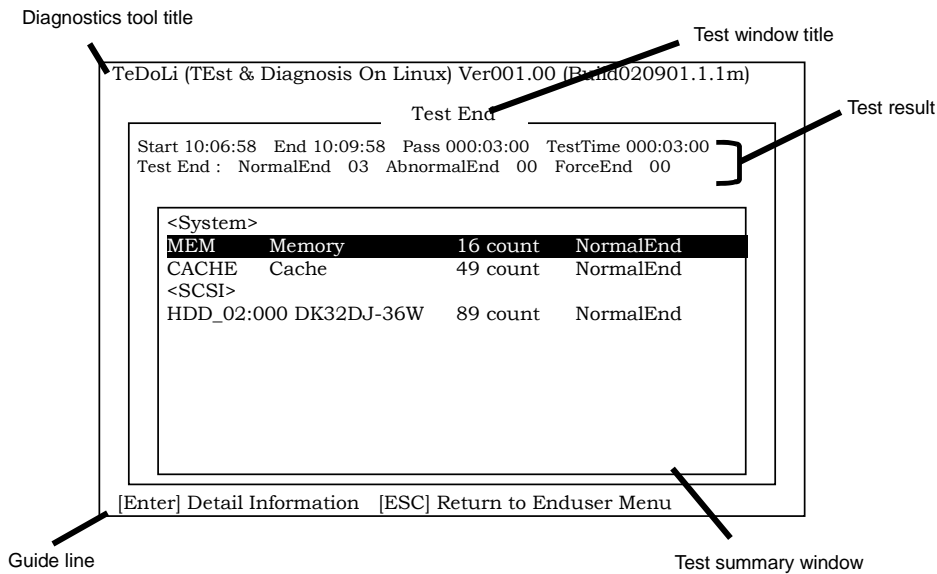 Diagnostics tool title
Test window title
TeDoLi (TEst & Diagnosis On Linux) Ver001.00 (Build020901.1.1m)
Test End
Test result
Start 10:06:58 End 10:09:58 Pass 000:03:00 TestTime 000:03:00
Test End : NormalEnd 03 AbnormalEnd 00 ForceEnd 00
<System>
MEM Memory 16 count NormalEnd
CACHE Cache 49 count NormalEnd
<SCSI>
HDD_02:000 DK32DJ-36W 89 count NormalEnd
[Enter] Detail Information [ESC] Return to Enduser Menu
Guide line
Test summary window